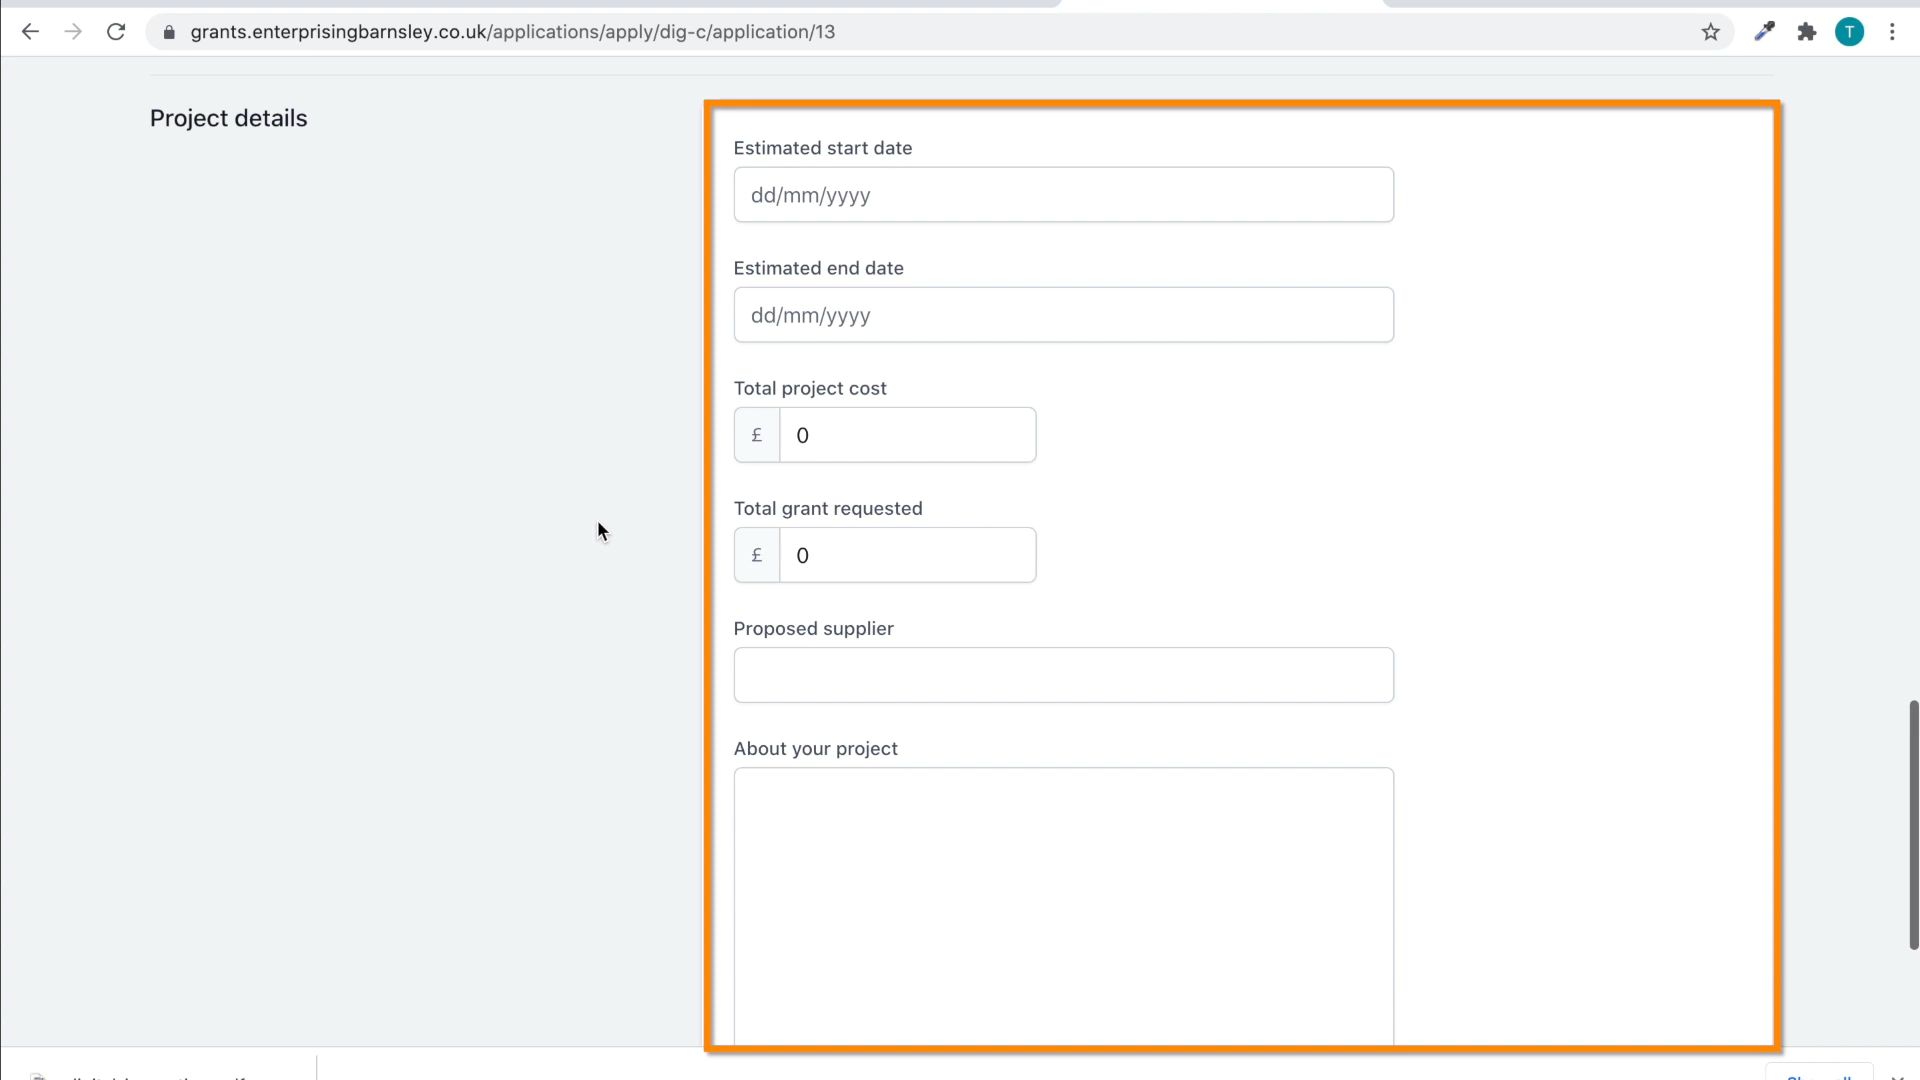 grants.enterprisingbarnsley.co.uk/applications/apply/dig-c/application/13
T
Project details
Estimated start date
dd/mm/yyyy
Estimated end date
dd/mm/yyyy
Total project cost
£ 0
Total grant requested
£ 0
Proposed supplier
About your project